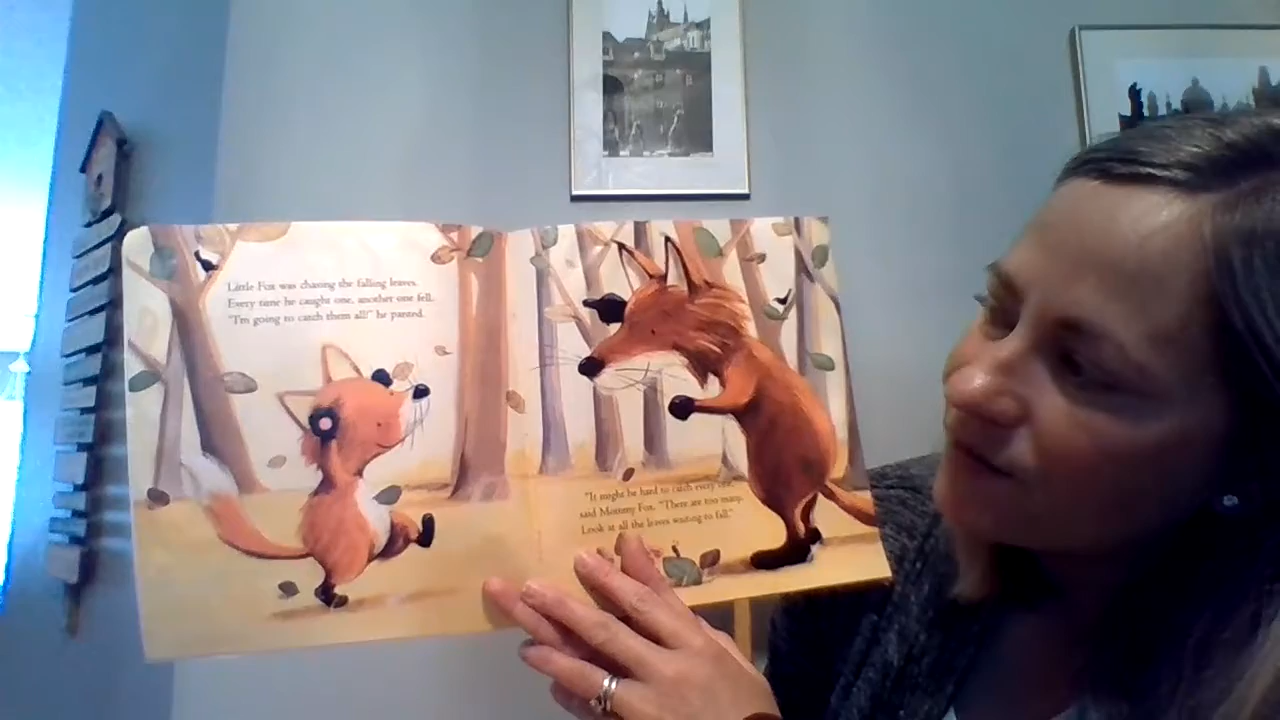 Little Fox was chasing the falling leaves.
Every time he caught one, another one fell.
"I'm going to catch them all!" he panted.
"It might be hard to catch every one,"
said Mommy Fox. "There are too many.
Look at all the leaves waiting to fall."